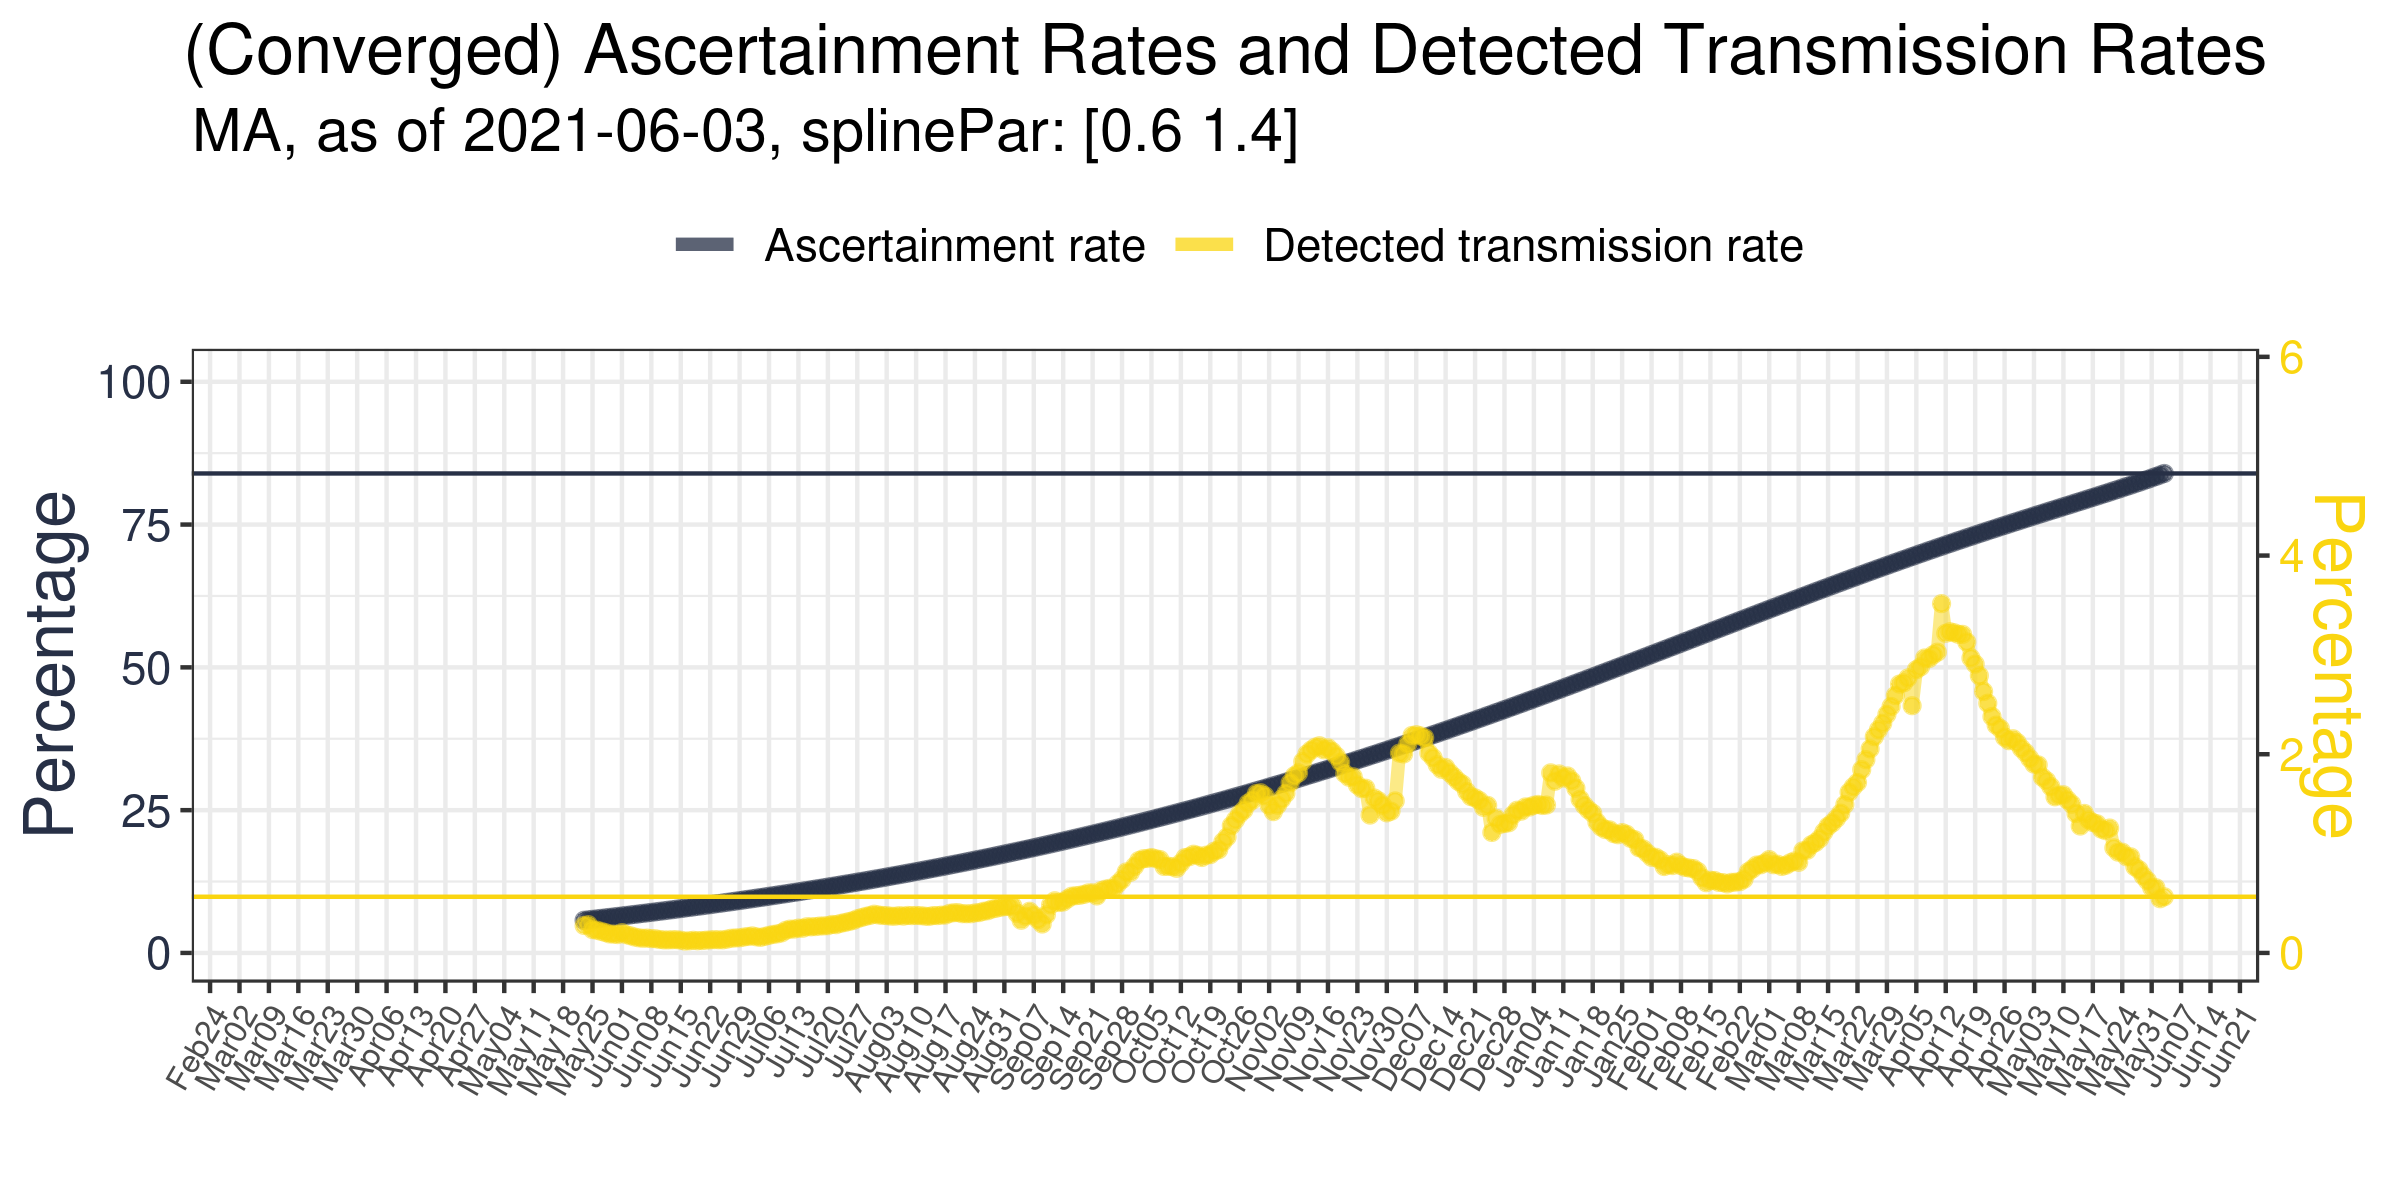 (Converged) Ascertainment Rates and Detected Transmission Rates
MA, as of 2021-06-03, splinePar: [0.6 1.4]
Ascertainment rate
Detected transmission rate
Percentage
100
75
50
25
0
6
4
2
0
Percentage
Feb24
Mar02
Mar09
Mar16
Mar23
Mar30
Apr06
Apr13
Apr20
Apr27
May04
May11
May18
May25
Jun01
Jun08
Jun15
Jun22
Jun29
Jul06
Jul13
Jul20
Jul27
Aug03
Aug10
Aug17
Aug24
Aug31
Sep07
Sep14
Sep21
Sep28
Oct05
Oct12
Oct19
Oct26
Nov02
Nov09
Nov16
Nov23
Nov30
Dec07
Dec14
Dec21
Dec28
Jan04
Jan11
Jan18
Jan25
Feb01
Feb08
Feb15
Feb22
Mar01
Mar08
Mar15
Mar22
Mar29
Apr05
Apr12
Apr19
Apr26
May03
May10
May17
May24
May31
Jun07
Jun14
Jun21